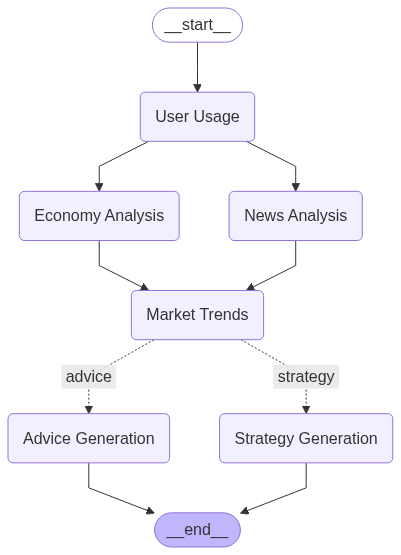 __start__
User Usage
Economy Analysis
News Analysis
Market Trends
advice
strategy
Advice Generation
Strategy Generation
__end__